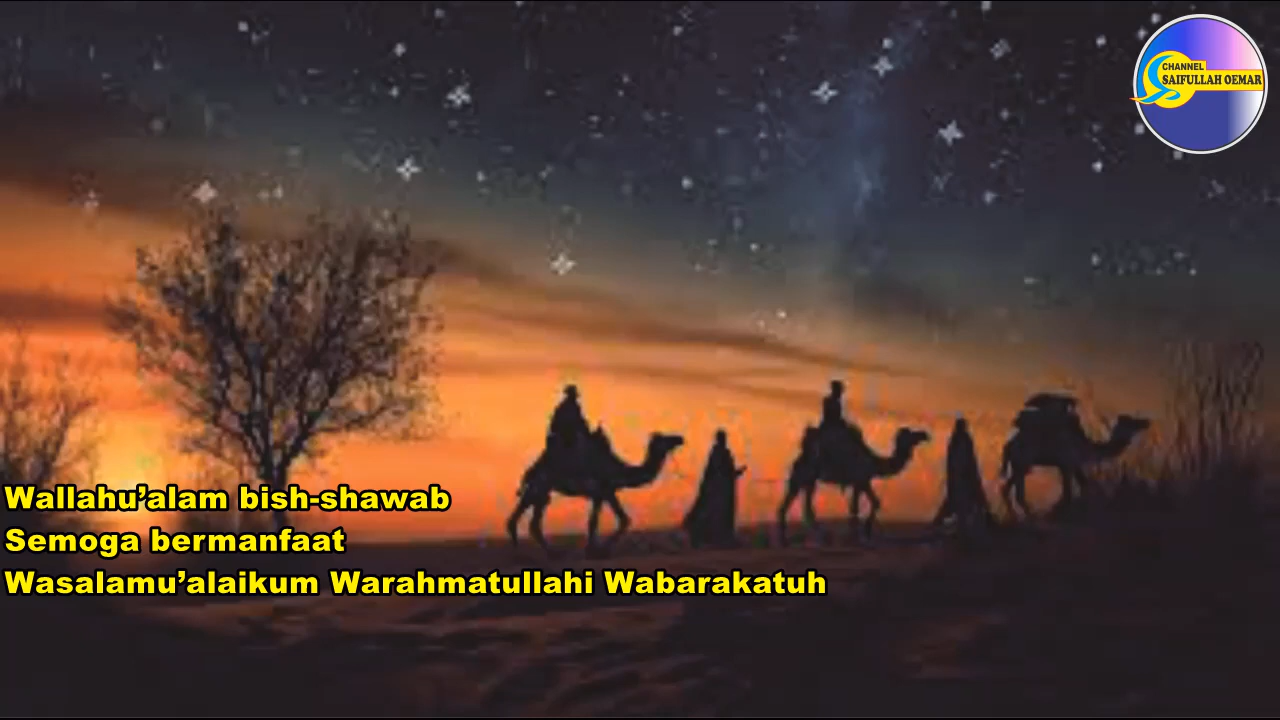 CHANNEL
SAIFULLAH OEMAR
Wallahu’alam bish-shawab
Semoga bermanfaat
Wasalamu’alaikum Warahmatullahi Wabarakatuh